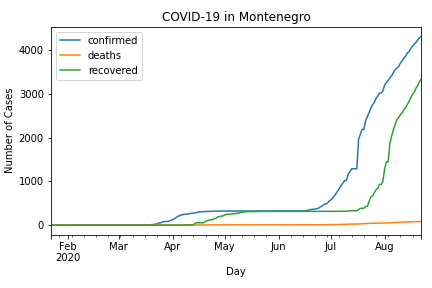 COVID-19 in Montenegro
confirmed
deaths
recovered
Number of Cases
4000
3000
2000
1000
0
Feb Mar Apr May Jun Jul Aug
2020
Day